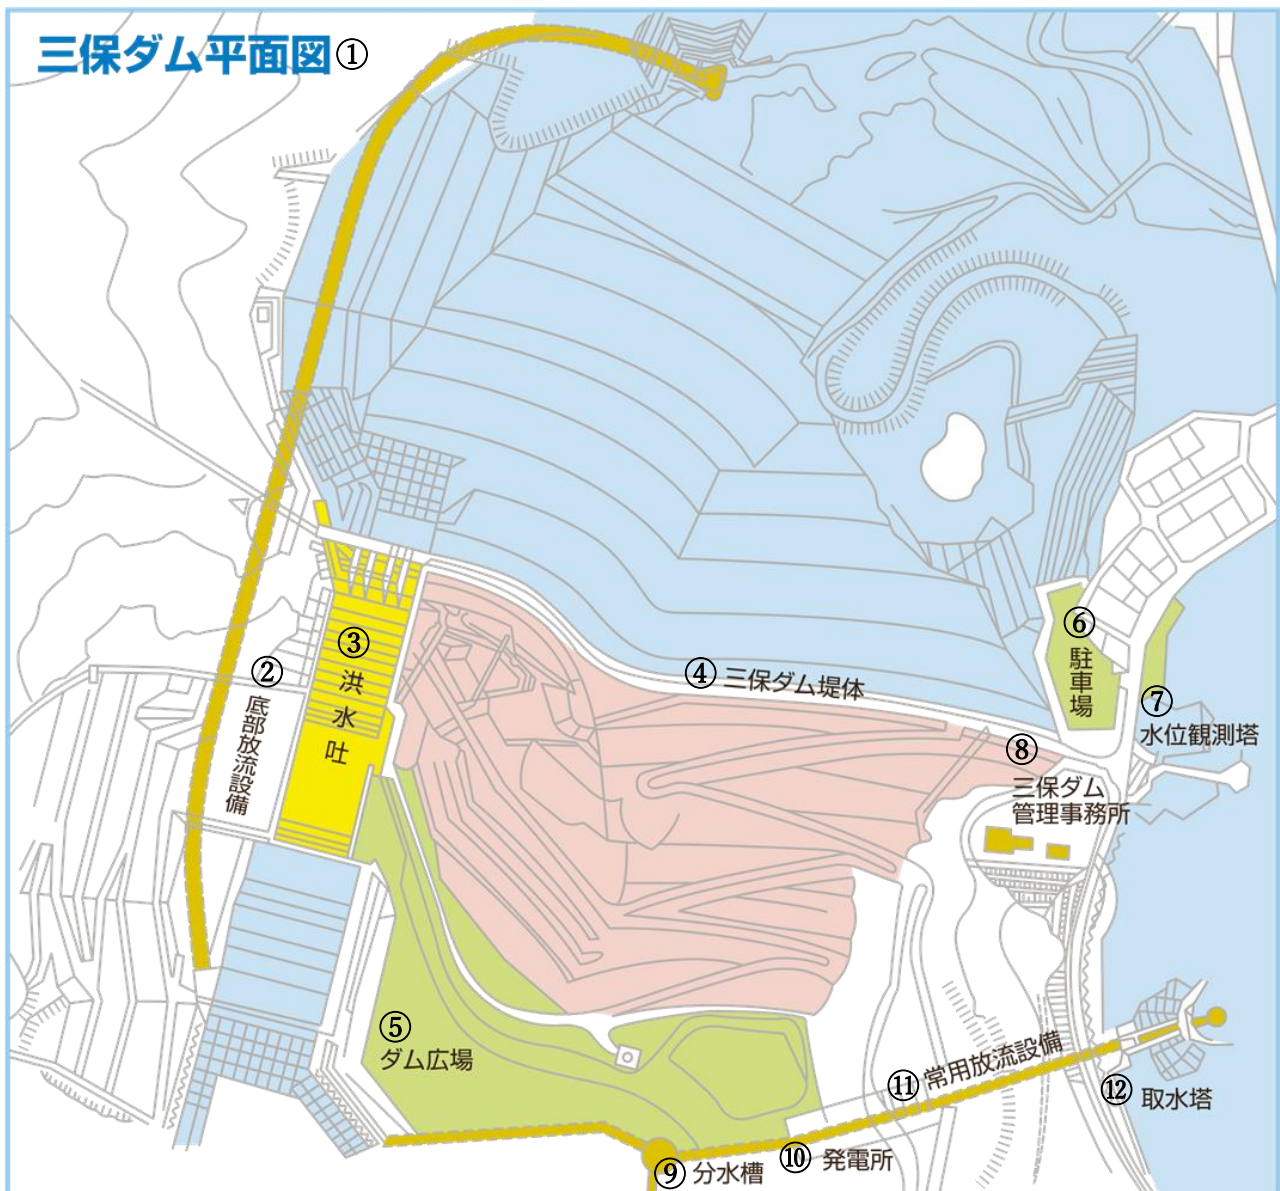 三保ダム平面図①
②
底部放流設備
③
洪水吐
④ 三保ダム堤体
⑤
ダム広場
⑥
駐車場
⑦
水位観測塔
⑧
三保ダム
管理事務所
⑨ 分水槽
⑩ 発電所
⑪ 常用放流設備
⑫ 取水塔